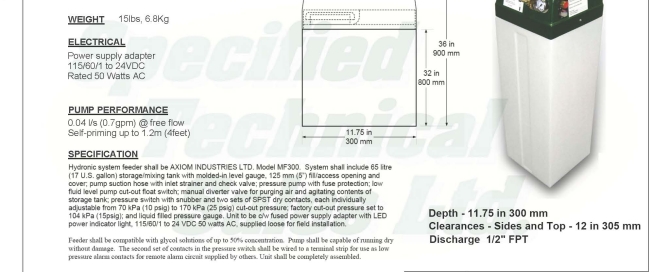 WEIGHT 15lbs, 6.8Kg
ELECTRICAL
Power supply adapter
115/60/1 to 24VDC
Rated 50 Watts AC
PUMP PERFORMANCE
0.04 l/s (0.7gpm) @ free flow
Self-priming up to 1.2m (4feet)
36 in
900 mm
32 in
800 mm
11.75 in
300 mm
SPECIFICATION
Hydronic system feeder shall be AXIOM INDUSTRIES LTD. Model MF300. System shall include 65 litre
(17 U.S. gallon) storage/mixing tank with molded-in level gauge, 125 mm (5") fill/access opening and
cover; pump suction hose with inlet strainer and check valve; pressure pump with fuse protection; low
fluid level pump cut-out float switch; manual diverter valve for purging air and agitating contents of
storage tank; pressure switch with snubber and two sets of SPST dry contacts, each individually
adjustable from 70 kPa (10 psig) to 170 kPa (25 psig) cut-out pressure; factory cut-out pressure set to
104 kPa (15psig); and liquid filled pressure gauge. Unit to be c/w fused power supply adapter with LED
power indicator light, 115/60/1 to 24 VDC 50 watts AC, supplied loose for field installation.
Feeder shall be compatible with glycol solutions of up to 50% concentration. Pump shall be capable of running dry
without damage. The second set of contacts in the pressure switch shall be wired to a terminal strip for use as low
pressure alarm contacts for remote alarm circuit supplied by others. Unit shall be completely assembled.
Depth - 11.75 in 300 mm
Clearances - Sides and Top - 12 in 305 mm
Discharge 1/2" FPT
Specified
Technical
Sales Ltd